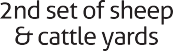 2nd set of sheep
& cattle yards